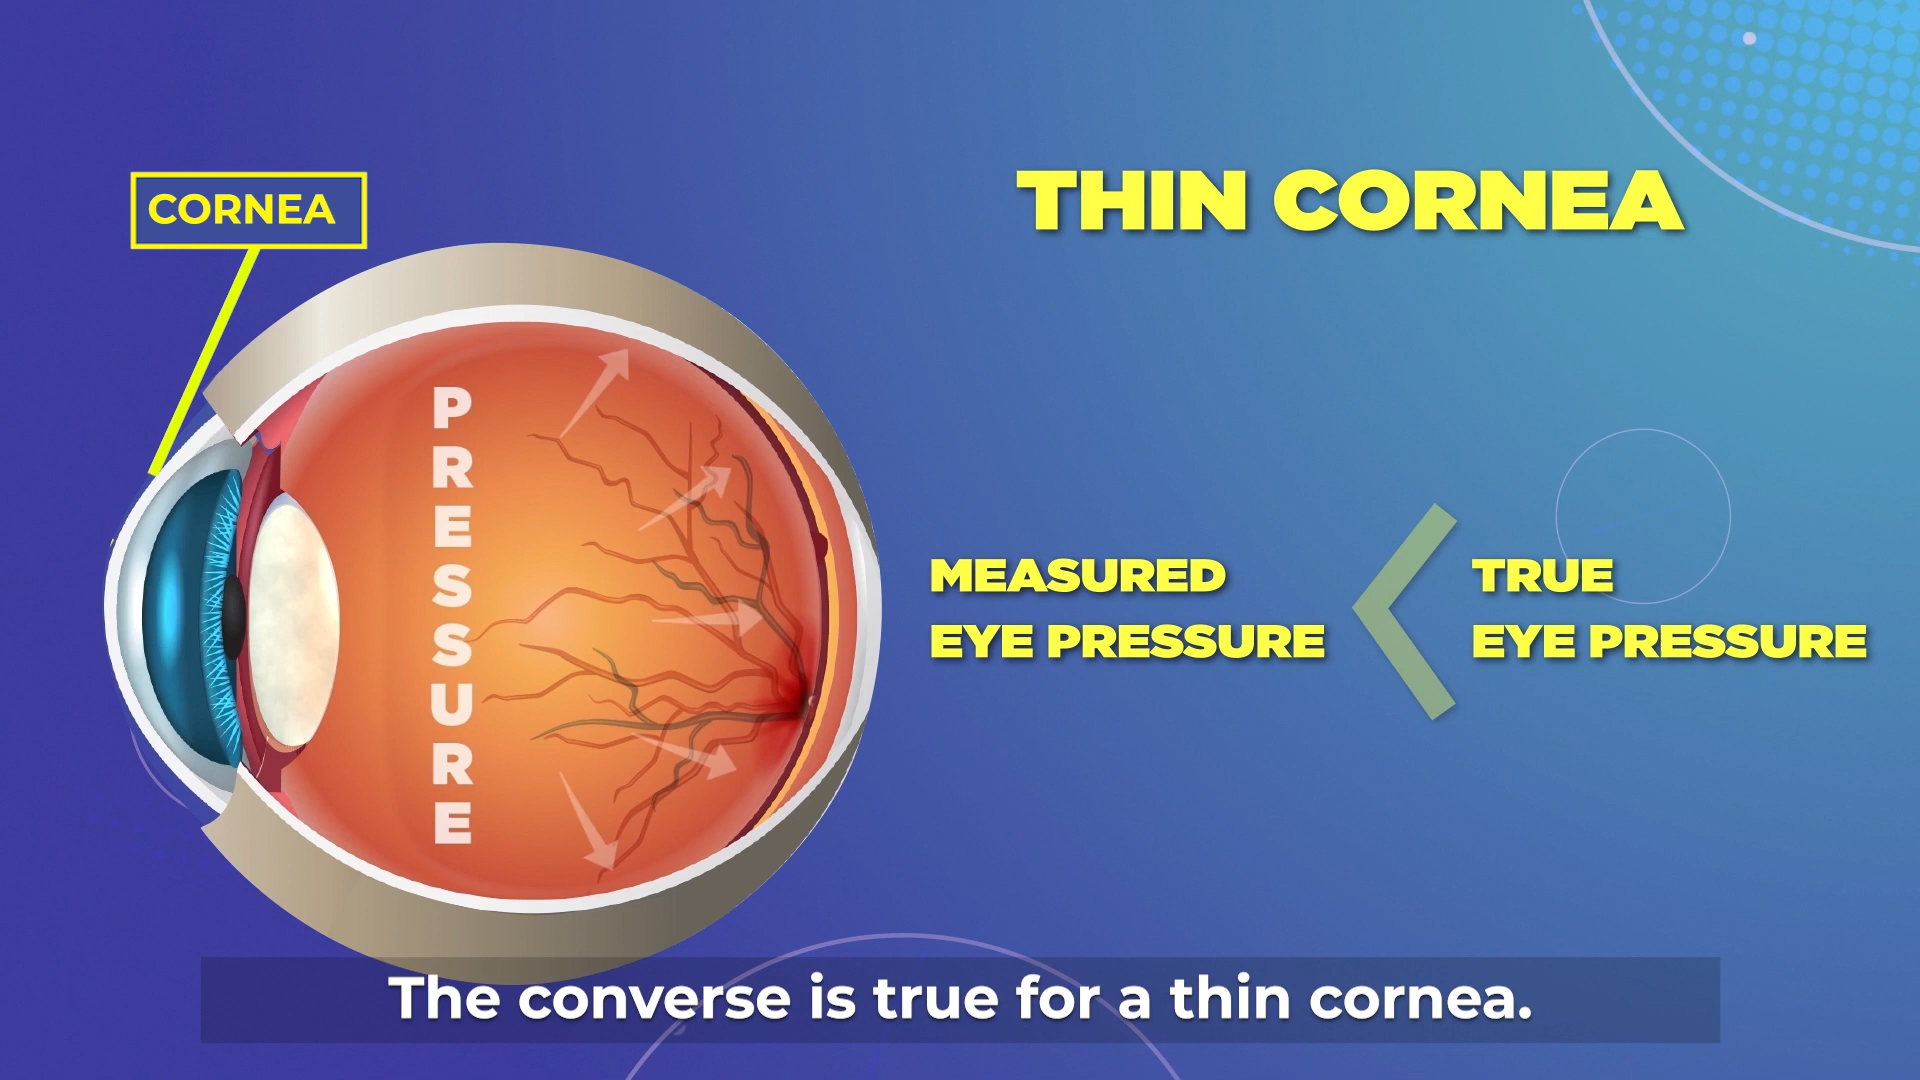 CORNEA
THIN CORNEA
PRESSURE
MEASURED
EYE PRESSURE
<
TRUE
EYE PRESSURE
The converse is true for a thin cornea.